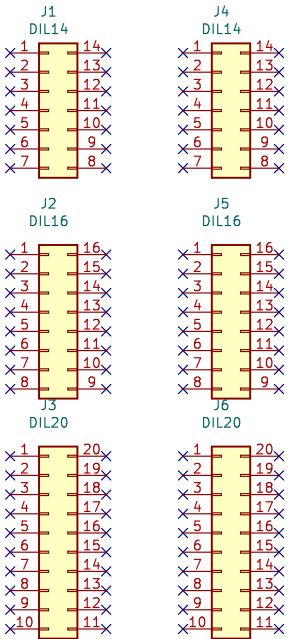 J1 J4
DIL14 DIL14
1 14 1 14
2 13 2 13
3 12 3 12
4 11 4 11
5 10 5 10
6 9 6 9
7 8 7 8
J2 J5
DIL16 DIL16
1 16 1 16
2 15 2 15
3 14 3 14
4 13 4 13
5 12 5 12
6 11 6 11
7 10 7 10
8 9 8 9
J3 J6
DIL20 DIL20
1 20 1 20
2 19 2 19
3 18 3 18
4 17 4 17
5 16 5 16
6 15 6 15
7 14 7 14
8 13 8 13
9 12 9 12
10 11 10 11